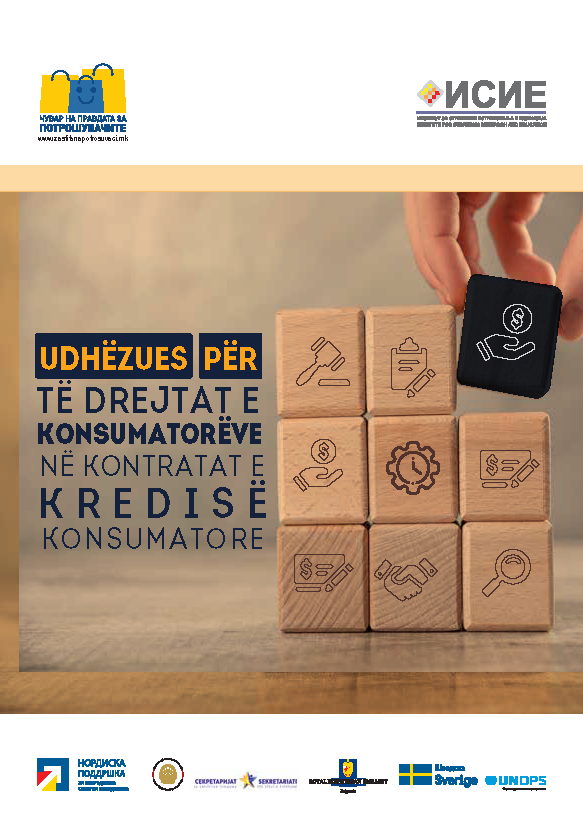 ЧУВАР НА ПРАВДАТА ЗА
ПОТРОШУВАЧИТЕ
ИСИЕ
UDHËZUES PËR
TË DREJTAT E
KONSUMATORËVE
NË KONTRATAT E
KREDISË
KONSUMATORE
НОРДИСКА
ПОДДРШКА
СЕКРЕТАРИЈАТ
SEKRETARIATI
Шведска
Sverige
UNOPS